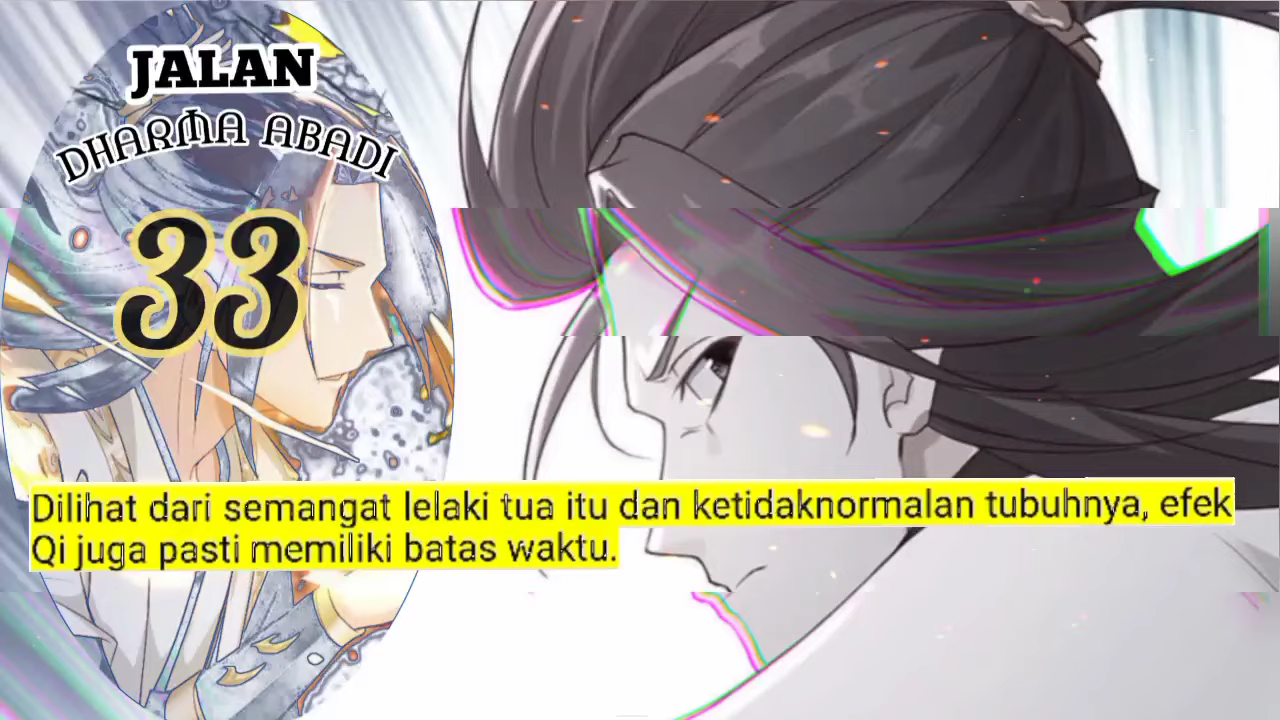 JALAN
DHARMA ABADI
33
Dilihat dari semangat lelaki tua itu dan ketidaknormalan tubuhnya, efek
Qi juga pasti memiliki batas waktu.